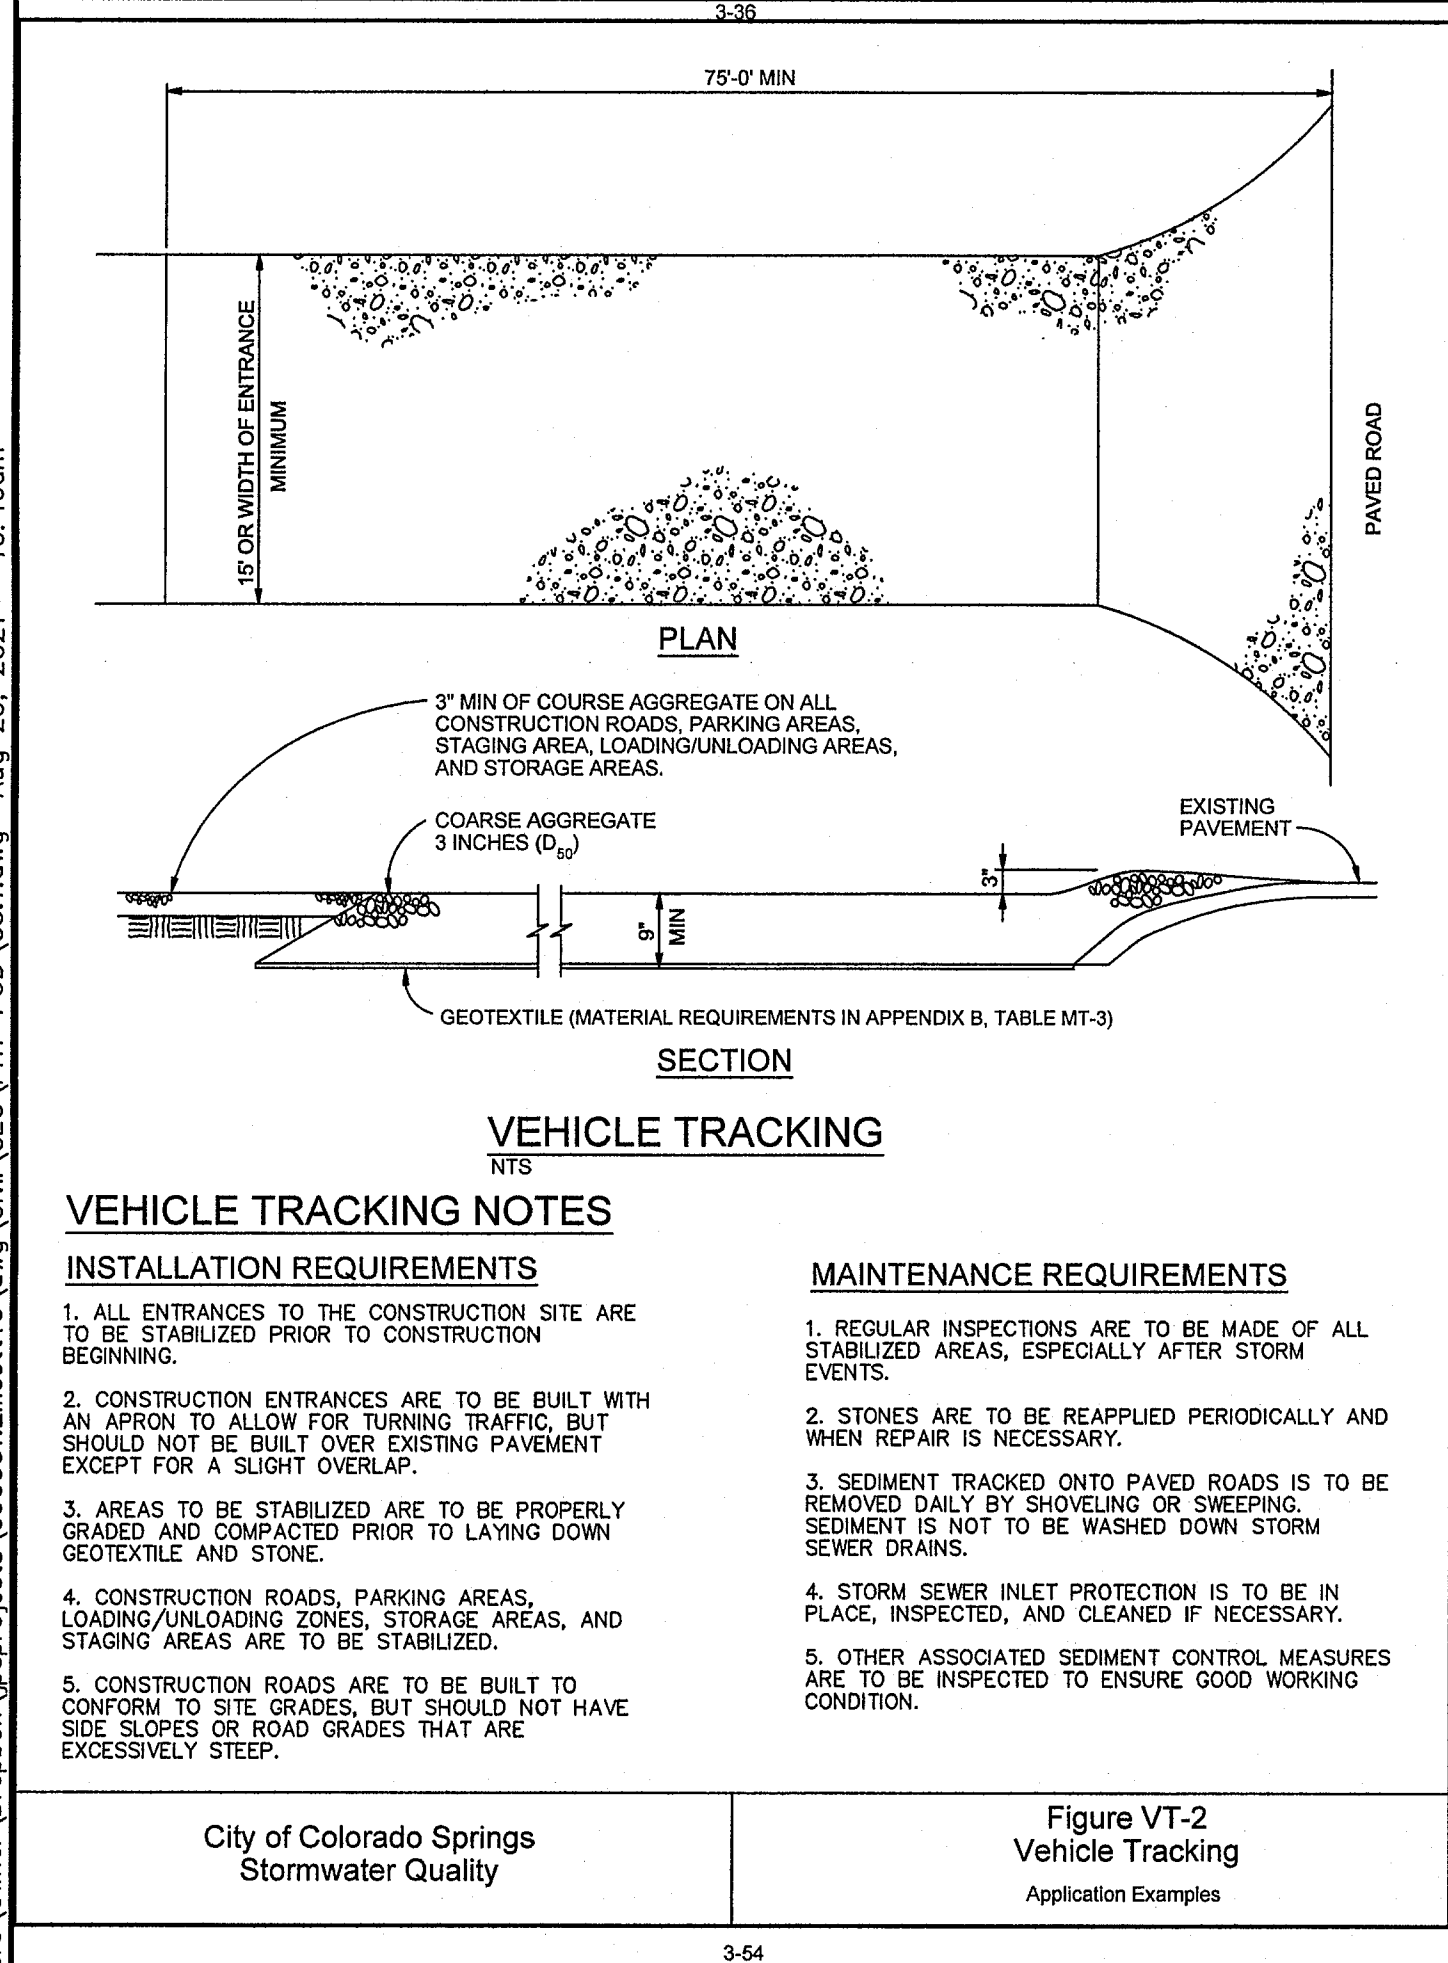 3-36
75'-0' MIN
15' OR WIDTH OF ENTRANCE
MINIMUM
PAVED ROAD
PLAN
3" MIN OF COURSE AGGREGATE ON ALL
CONSTRUCTION ROADS, PARKING AREAS,
STAGING AREA, LOADING/UNLOADING AREAS,
AND STORAGE AREAS.
COARSE AGGREGATE
3 INCHES (D50)
EXISTING
PAVEMENT
3"
9"
MIN
GEOTEXTILE (MATERIAL REQUIREMENTS IN APPENDIX B, TABLE MT-3)
SECTION
VEHICLE TRACKING
NTS
VEHICLE TRACKING NOTES
INSTALLATION REQUIREMENTS
1. ALL ENTRANCES TO THE CONSTRUCTION SITE ARE
TO BE STABILIZED PRIOR TO CONSTRUCTION
BEGINNING.
2. CONSTRUCTION ENTRANCES ARE TO BE BUILT WITH
AN APRON TO ALLOW FOR TURNING TRAFFIC, BUT
SHOULD NOT BE BUILT OVER EXISTING PAVEMENT
EXCEPT FOR A SLIGHT OVERLAP.
3. AREAS TO BE STABILIZED ARE TO BE PROPERLY
GRADED AND COMPACTED PRIOR TO LAYING DOWN
GEOTEXTILE AND STONE.
4. CONSTRUCTION ROADS, PARKING AREAS,
LOADING/UNLOADING ZONES, STORAGE AREAS, AND
STAGING AREAS ARE TO BE STABILIZED.
5. CONSTRUCTION ROADS ARE TO BE BUILT TO
CONFORM TO SITE GRADES, BUT SHOULD NOT HAVE
SIDE SLOPES OR ROAD GRADES THAT ARE
EXCESSIVELY STEEP.
MAINTENANCE REQUIREMENTS
1. REGULAR INSPECTIONS ARE TO BE MADE OF ALL
STABILIZED AREAS, ESPECIALLY AFTER STORM
EVENTS.
2. STONES ARE TO BE REAPPLIED PERIODICALLY AND
WHEN REPAIR IS NECESSARY.
3. SEDIMENT TRACKED ONTO PAVED ROADS IS TO BE
REMOVED DAILY BY SHOVELING OR SWEEPING.
SEDIMENT IS NOT TO BE WASHED DOWN STORM
SEWER DRAINS.
4. STORM SEWER INLET PROTECTION IS TO BE IN
PLACE, INSPECTED, AND CLEANED IF NECESSARY.
5. OTHER ASSOCIATED SEDIMENT CONTROL MEASURES
ARE TO BE INSPECTED TO ENSURE GOOD WORKING
CONDITION.
City of Colorado Springs
Stormwater Quality
Figure VT-2
Vehicle Tracking
Application Examples
3-54